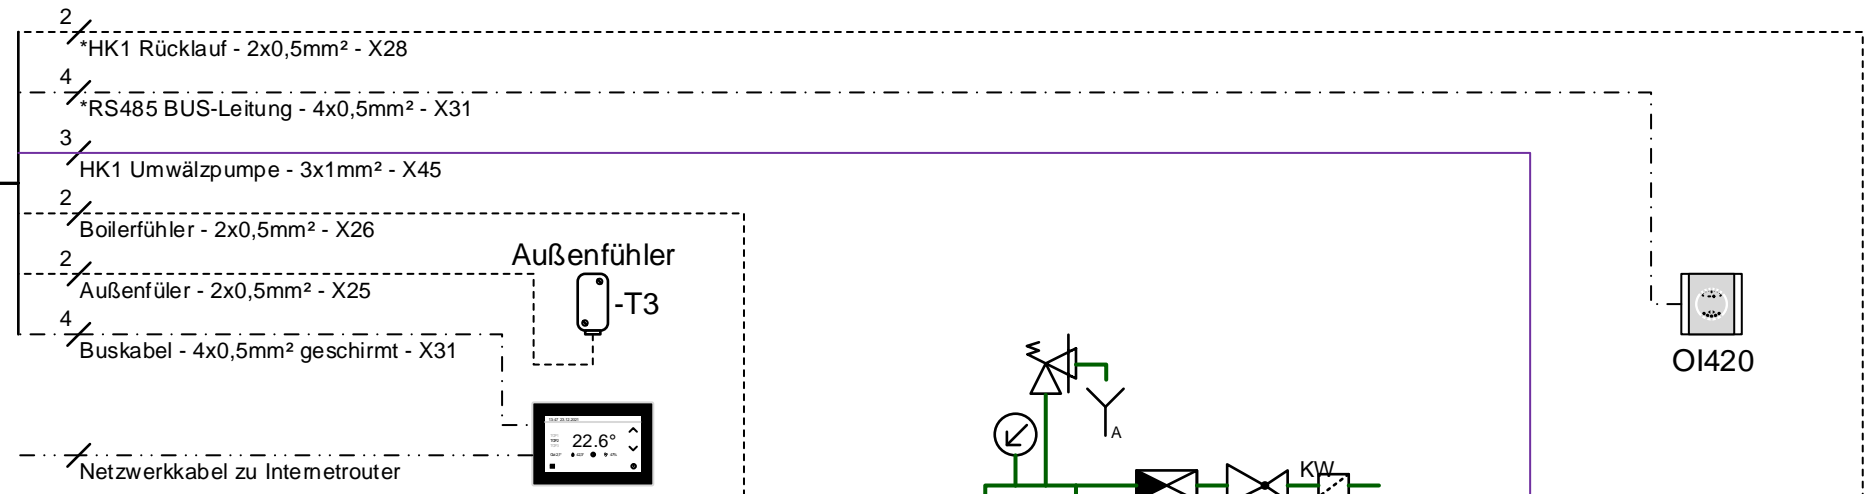 2
*HK1 Rücklauf - 2x0,5mm² - X28
4
*RS485 BUS-Leitung - 4x0,5mm² - X31
3
HK1 Umwälzpumpe - 3x1mm² - X45
2
Boilerfühler - 2x0,5mm² - X26
Außenfühler
2
Außenfüler - 2x0,5mm² - X25
-T3
4
Buskabel - 4x0,5mm² geschirmt - X31
OI420
22.6°
A
Netzwerkkabel zu Internetrouter
KW